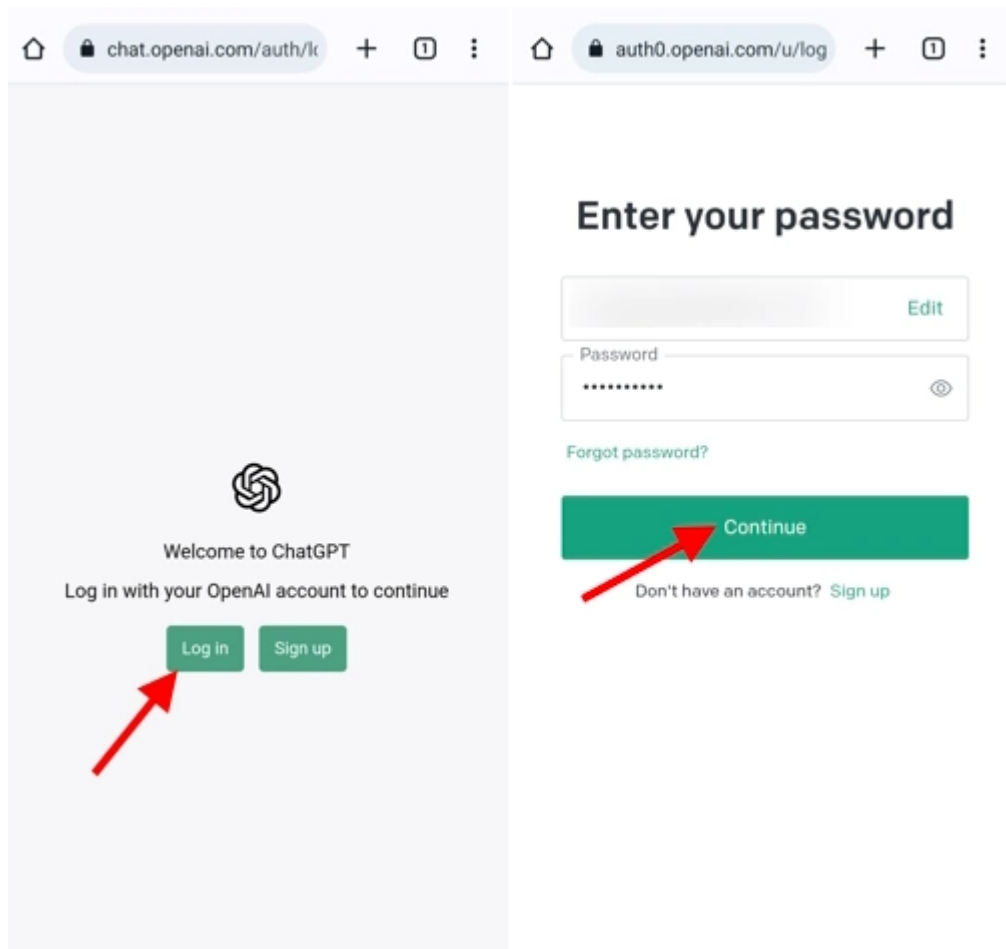 chat.openai.com/auth/lo
1
Welcome to ChatGPT
Log in with your OpenAI account to continue
Log in
Sign up
auth0.openai.com/u/log
1
Enter your password
Edit
Password
••••••••••
Forgot password?
Continue
Don't have an account? Sign up